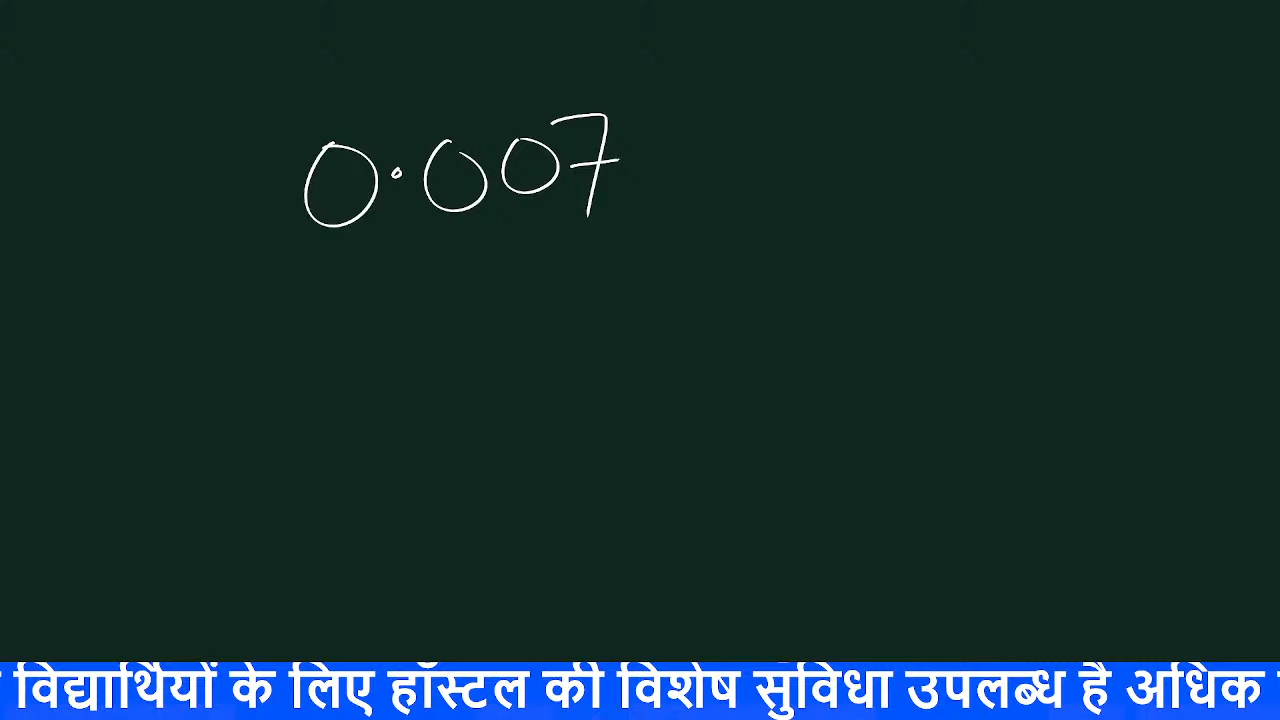 0.007
विद्यार्थियों के लिए हॉस्टल की विशेष सुविधा उपलब्ध है अधिक